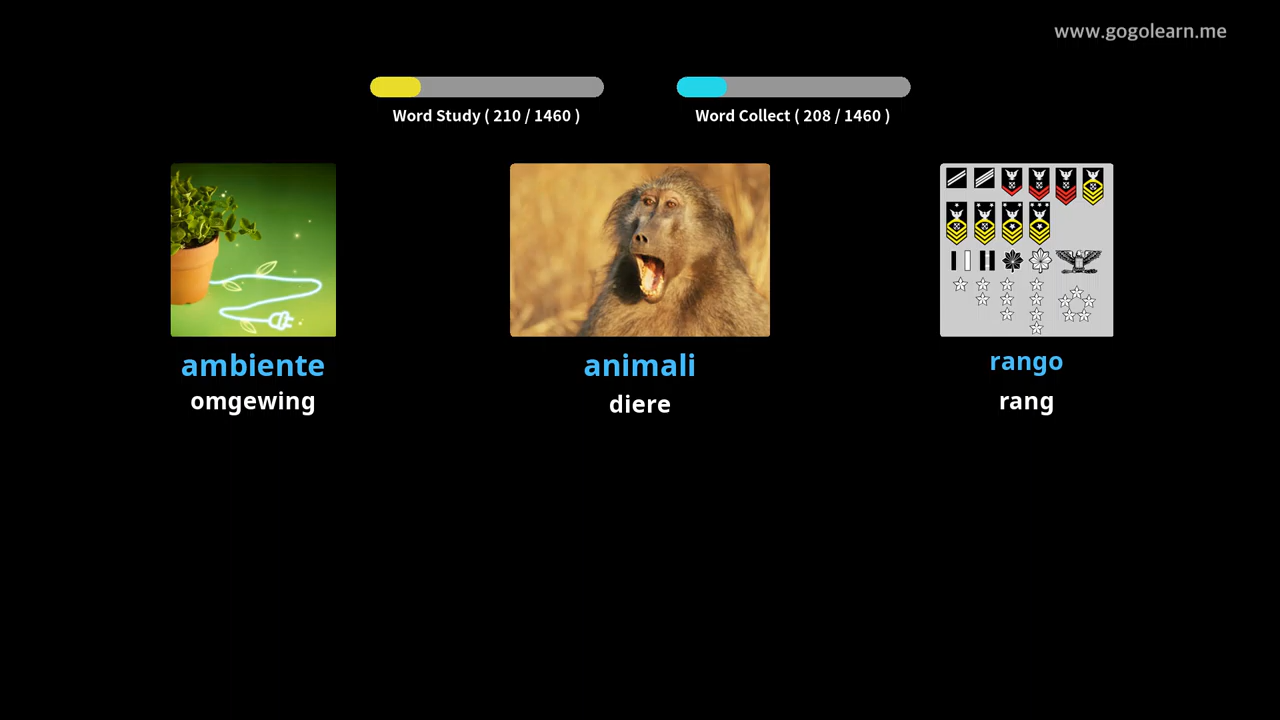 www.gogolearn.me
Word Study ( 210 / 1460 )
Word Collect ( 208 / 1460 )
ambiente
omgewing
animali
diere
rango
rang